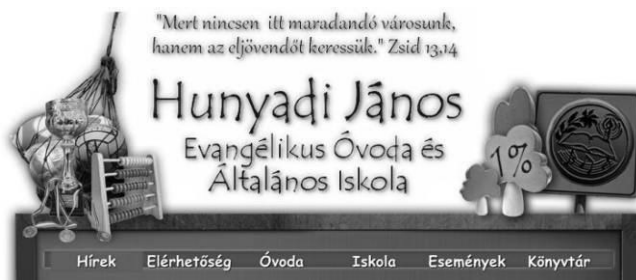 "Mert nincsen itt maradandó városunk,
hanem az eljövendőt keressük." Zsid 13,14
Hunyadi János
Evangélikus Óvoda és
Általános Iskola
1%
Hírek Elérhetőség Óvoda Iskola Események Könyvtár